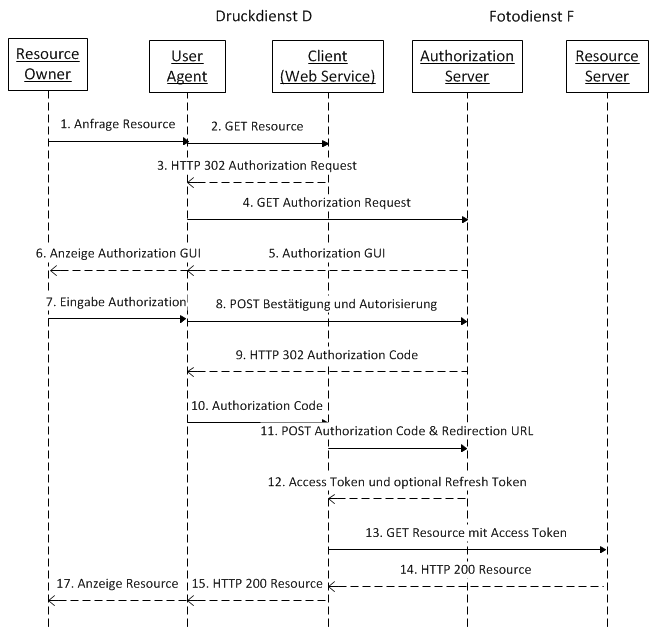 Druckdienst D
Fotodienst F
Resource
Owner
User
Agent
Client
(Web Service)
Authorization
Server
Resource
Server
1. Anfrage Resource
2. GET Resource
3. HTTP 302 Authorization Request
4. GET Authorization Request
6. Anzeige Authorization GUI
5. Authorization GUI
7. Eingabe Authorization
8. POST Bestätigung und Autorisierung
9. HTTP 302 Authorization Code
10. Authorization Code
11. POST Authorization Code & Redirection URL
12. Access Token und optional Refresh Token
13. GET Resource mit Access Token
14. HTTP 200 Resource
17. Anzeige Resource
15. HTTP 200 Resource